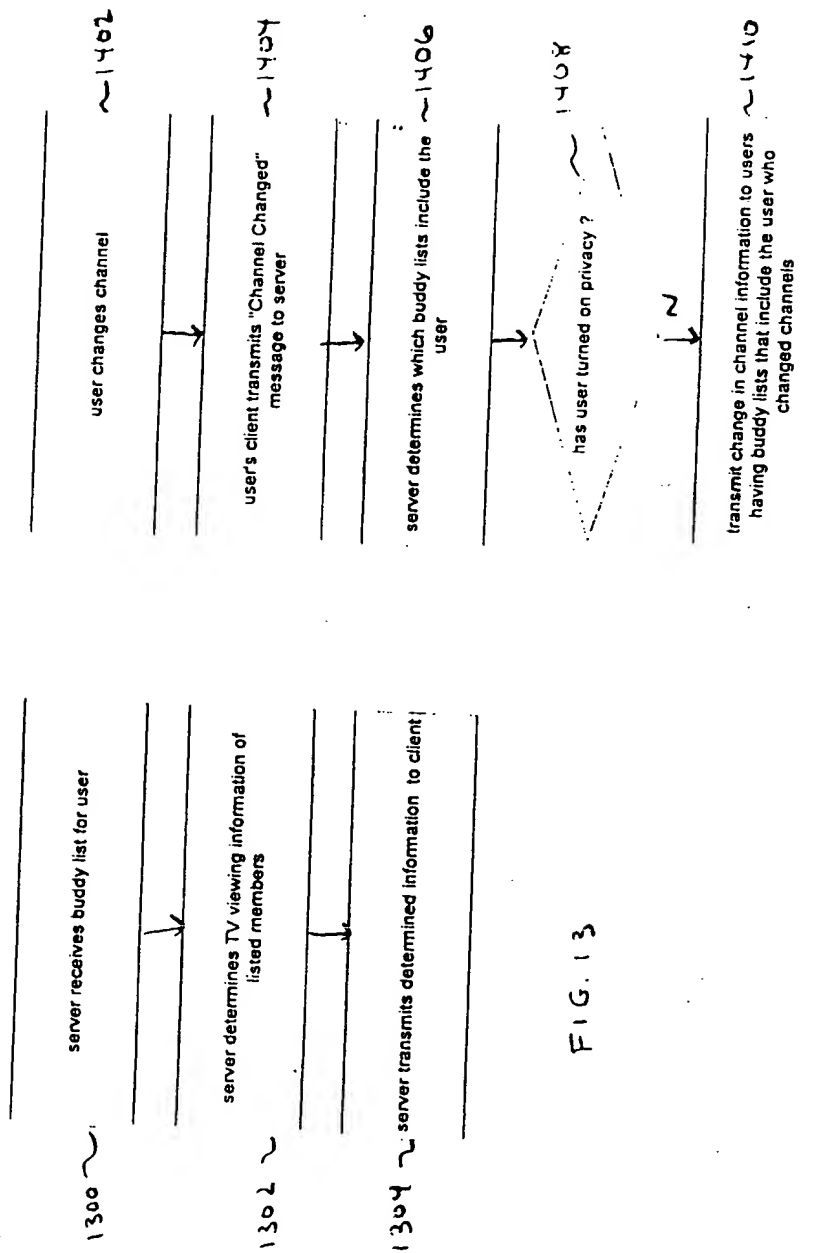 1300
server receives buddy list for user
1302
server determines TV viewing information of
listed members
1304
server transmits determined information to client
FIG. 13
user changes channel
1402
user's client transmits "Channel Changed"
message to server
1404
server determines which buddy lists include the
user
1406
has user turned on privacy ?
1408
N
transmit change in channel information to users
having buddy lists that include the user who
changed channels
1410